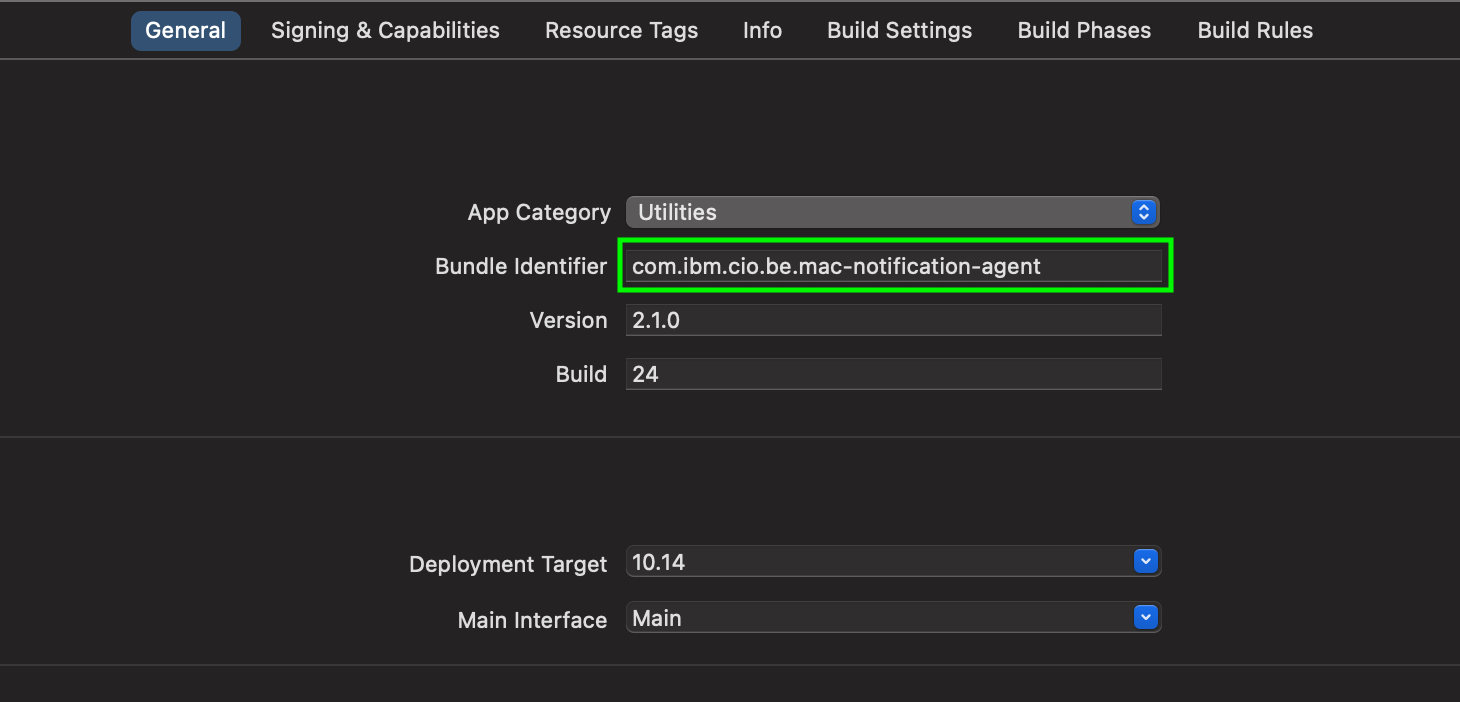 General Signing & Capabilities Resource Tags Info Build Settings Build Phases Build Rules
App Category Utilities
Bundle Identifier com.ibm.cio.be.mac-notification-agent
Version 2.1.0
Build 24
Deployment Target 10.14
Main Interface Main